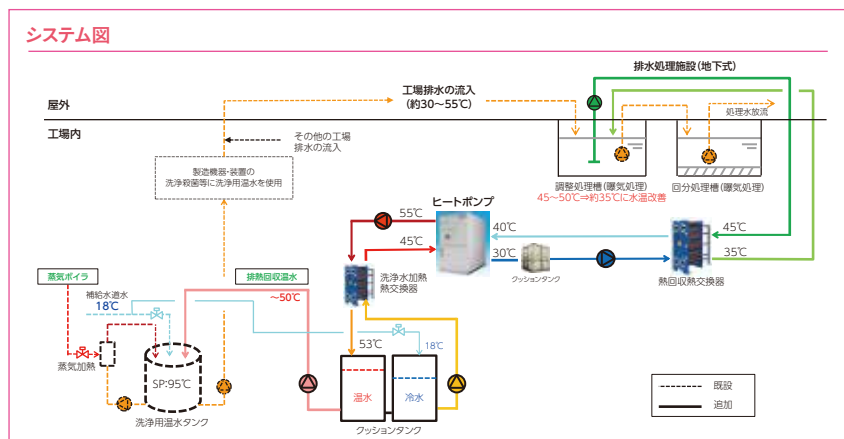 システム図
排水処理施設(地下式)
工場排水の流入
(約30〜55℃)
屋外
処理水放流
工場内
その他の工場
排水の流入
製造機器・装置の
洗浄殺菌等に洗浄用温水を使用
調整処理槽(曝気処理)
45〜50℃⇒約35℃に水温改善
回分処理槽(曝気処理)
ヒートポンプ
55℃
45℃
40℃
30℃
45℃
35℃
クッションタンク
洗浄水加熱
熱交換器
熱回収熱交換器
蒸気ボイラ
排熱回収温水
補給水道水
18℃
〜50℃
蒸気加熱
53℃
18℃
SP:95℃
温水
冷水
洗浄用温水タンク
クッションタンク
既設
追加